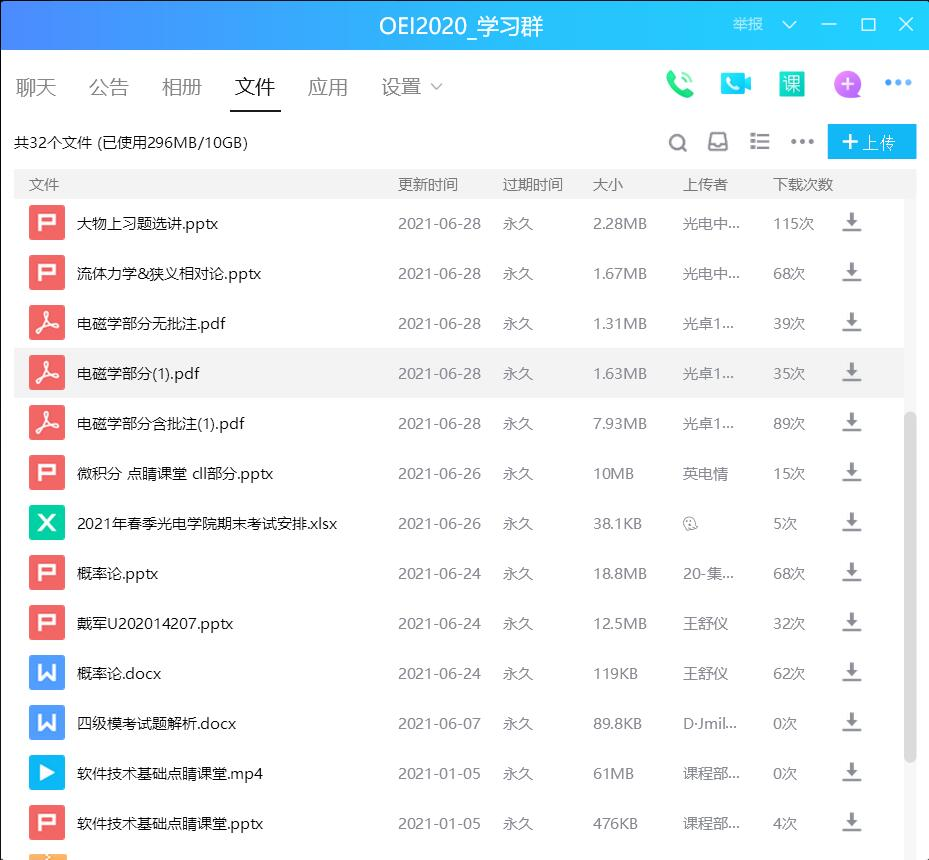 OEI2020_学习群 举报
聊天 公告 相册 文件 应用 设置 课
共32个文件 (已使用296MB/10GB) 上传
文件 更新时间 过期时间 大小 上传者 下载次数
大物上习题选讲.pptx 2021-06-28 永久 2.28MB 光电中... 115次
流体力学&狭义相对论.pptx 2021-06-28 永久 1.67MB 光电中... 68次
电磁学部分无批注.pdf 2021-06-28 永久 1.31MB 光卓1... 39次
电磁学部分(1).pdf 2021-06-28 永久 1.63MB 光卓1... 35次
电磁学部分含批注(1).pdf 2021-06-28 永久 7.93MB 光卓1... 89次
微积分 点睛课堂 cll部分.pptx 2021-06-26 永久 10MB 英电情 15次
2021年春季光电学院期末考试安排.xlsx 2021-06-26 永久 38.1KB 5次
概率论.pptx 2021-06-24 永久 18.8MB 20-集... 68次
戴军U202014207.pptx 2021-06-24 永久 12.5MB 王舒仪 32次
概率论.docx 2021-06-24 永久 119KB 王舒仪 62次
四级模考试题解析.docx 2021-06-07 永久 89.8KB D·Jmil... 0次
软件技术基础点睛课堂.mp4 2021-01-05 永久 61MB 课程部... 0次
软件技术基础点睛课堂.pptx 2021-01-05 永久 476KB 课程部... 4次